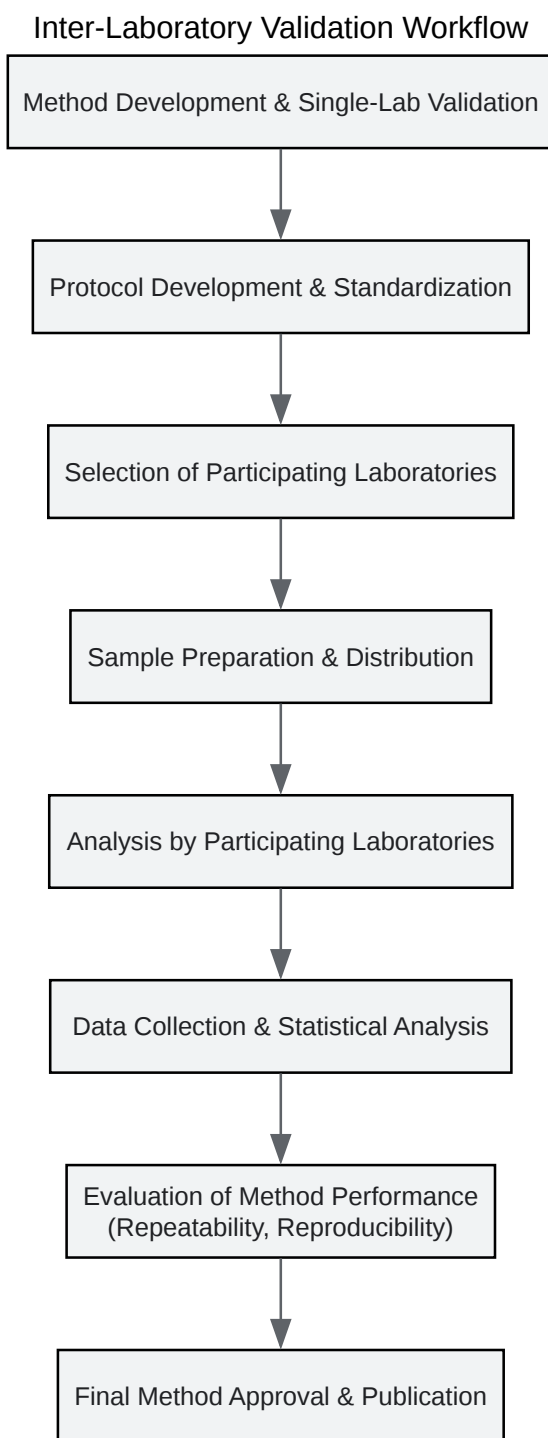 Inter-Laboratory Validation Workflow
Method Development & Single-Lab Validation
Protocol Development & Standardization
Selection of Participating Laboratories
Sample Preparation & Distribution
Analysis by Participating Laboratories
Data Collection & Statistical Analysis
Evaluation of Method Performance
(Repeatability, Reproducibility)
Final Method Approval & Publication